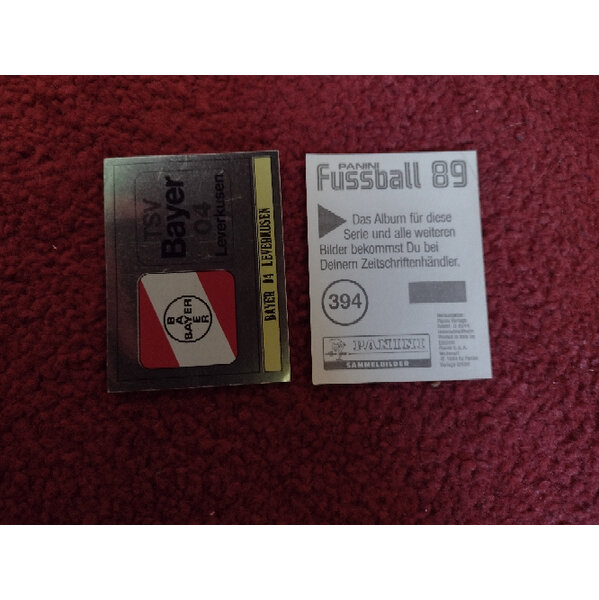 TSV
Bayer
04
Leverkusen
BAYER
BAYER
BAYER 04 LEVERKUSEN
PANINI
Fussball 89
Das Album für diese
Serie und alle weiteren
Bilder bekommst Du bei
Deinem Zeitschriftenhändler.
394
PANINI
SAMMELBILDER